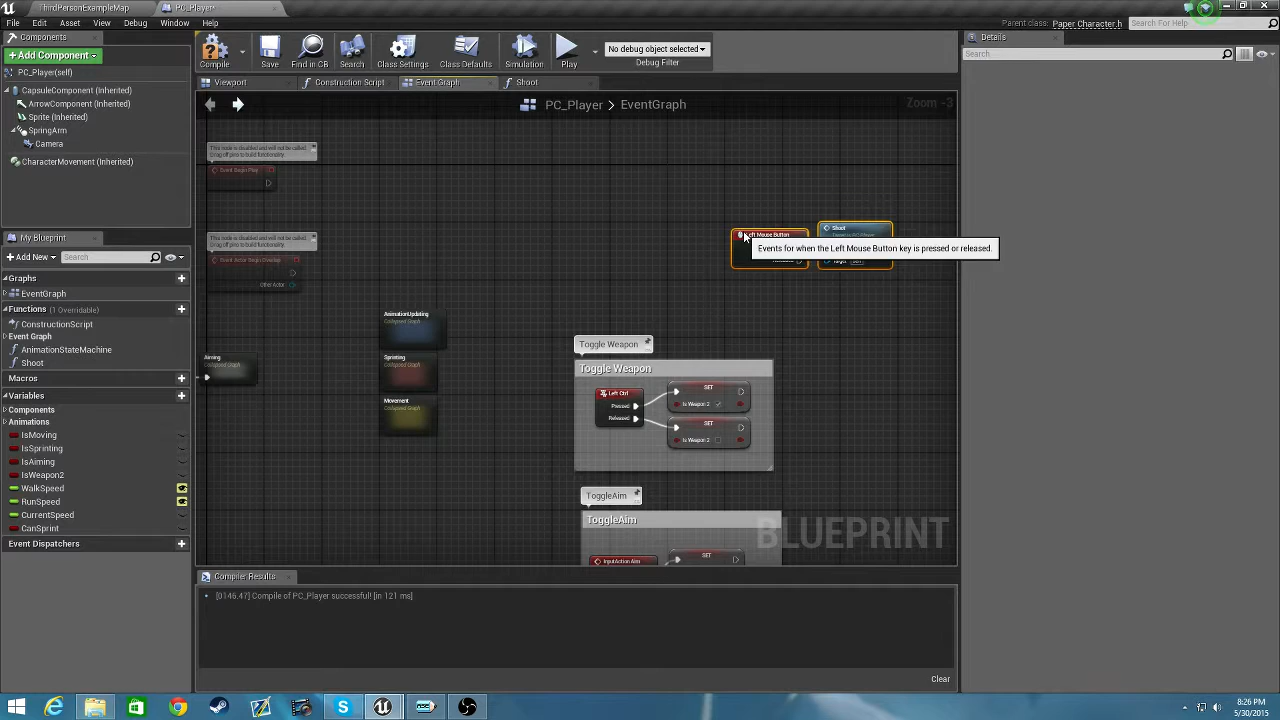 ThirdPersonExampleMap
PC_Player*
File Edit Asset View Debug Window Help
Parent class: Paper Character.h
Search For Help
Components
+ Add Component
PC_Player(self)
CapsuleComponent (Inherited)
ArrowComponent (Inherited)
Sprite (Inherited)
SpringArm
Camera
CharacterMovement (Inherited)
Compile
Save
Find in CB
Search
Class Settings
Class Defaults
Simulation
Play
No debug object selected
Debug Filter
Details
Search
Viewport
Construction Script
Event Graph
Shoot
PC_Player > EventGraph
Zoom -3
This node is disabled and will not be called.
Drag off pins to build functionality.
Event Begin Play
This node is disabled and will not be called.
Drag off pins to build functionality.
Event Actor Begin Overlap
Other Actor
Left Mouse Button
Shoot
Events for when the Left Mouse Button key is pressed or released.
Target self
AnimationUpdating
Collapsed Graph
Aiming
Collapsed Graph
Sprinting
Collapsed Graph
Movement
Collapsed Graph
Toggle Weapon
Toggle Weapon
Left Ctrl
Pressed
Released
SET
Is Weapon 2
SET
Is Weapon 2
ToggleAim
ToggleAim
InputAction Aim
SET
BLUEPRINT
My Blueprint
+ Add New
Search
Graphs
EventGraph
Functions (1 Overridable)
ConstructionScript
Event Graph
AnimationStateMachine
Shoot
Macros
Variables
Components
Animations
IsMoving
IsSprinting
IsAiming
IsWeapon2
WalkSpeed
RunSpeed
CurrentSpeed
CanSprint
Event Dispatchers
Compiler Results
[0146.47] Compile of PC_Player successful! [in 121 ms]
Clear
8:26 PM
5/30/2015